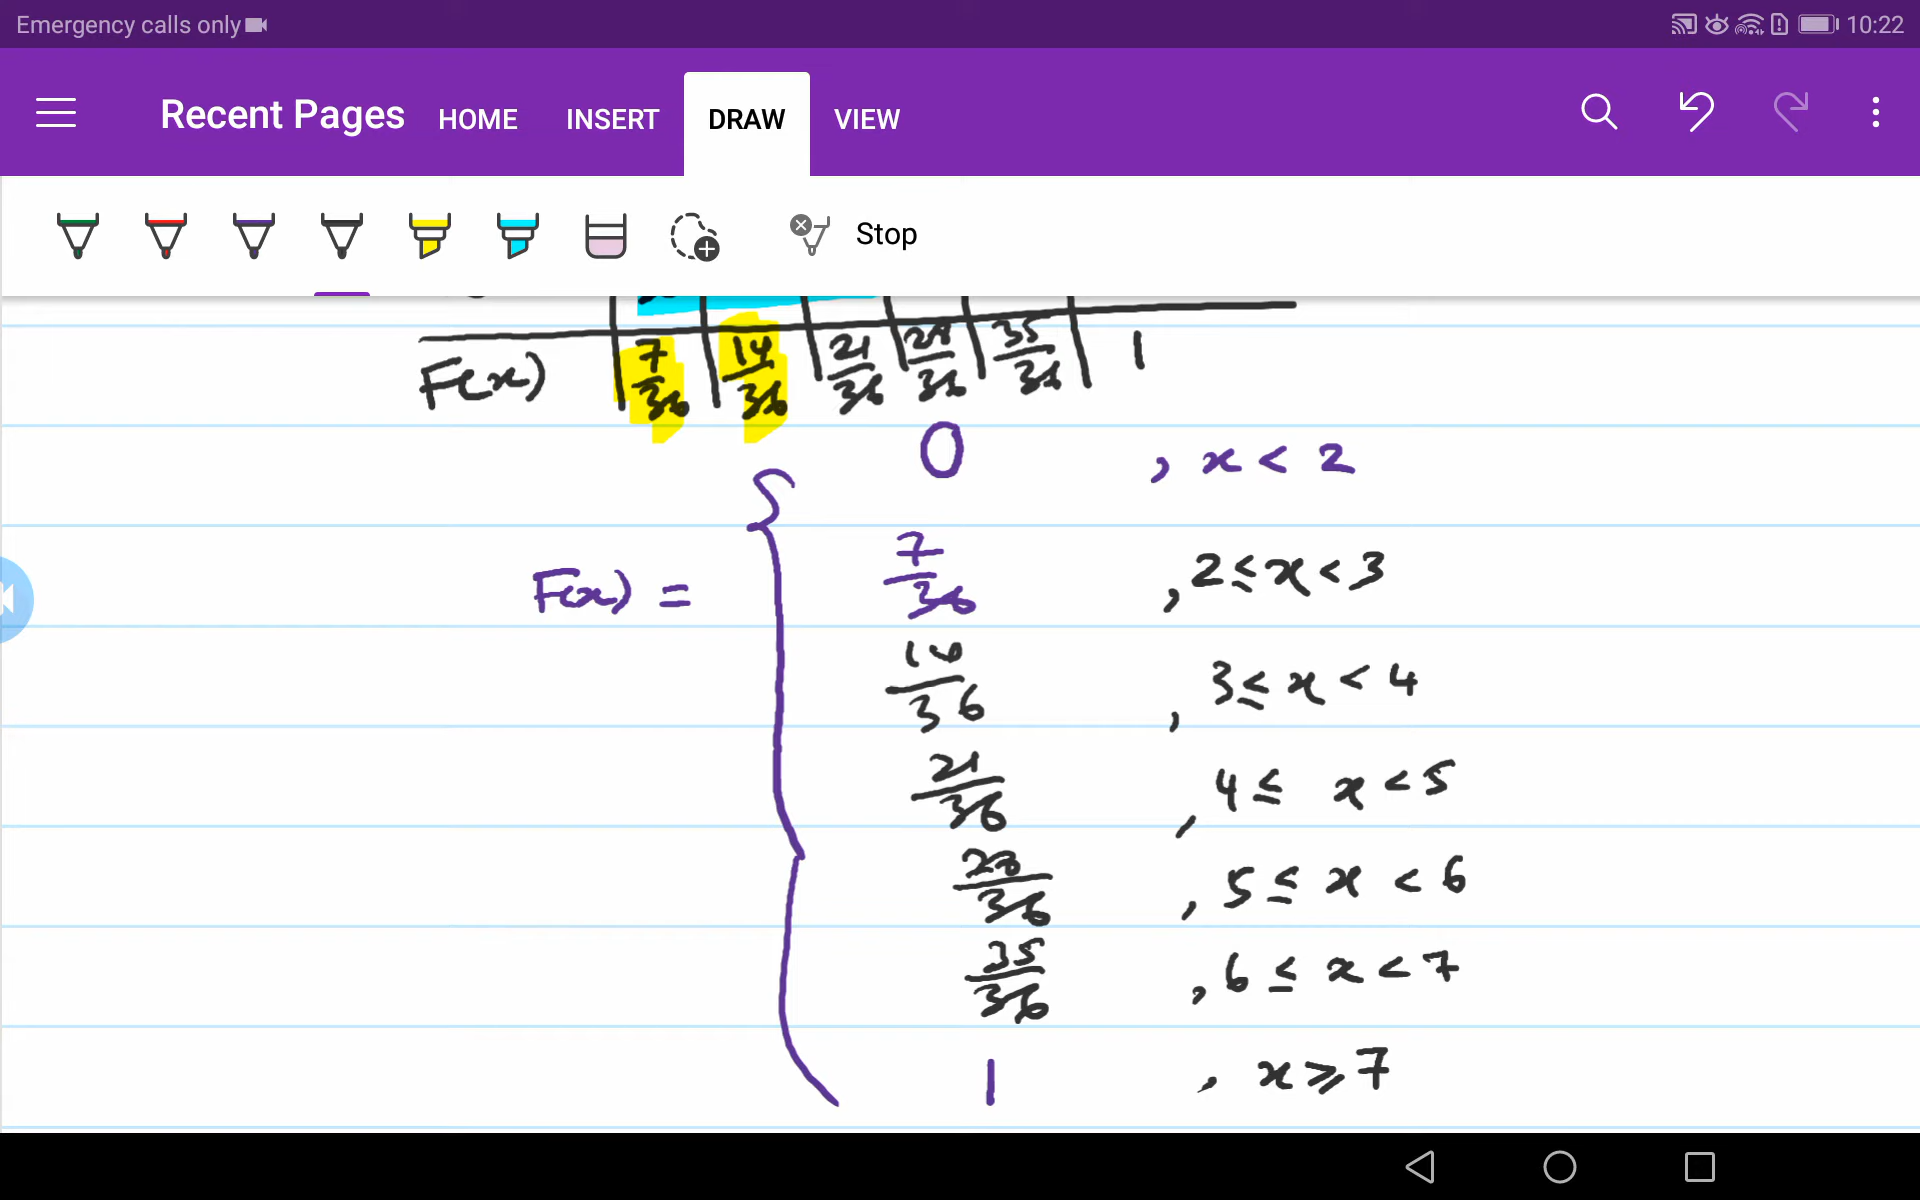 Emergency calls only 10:22
Recent Pages HOME INSERT DRAW VIEW
Stop
F(x) 7/36 14/36 21/36 28/36 35/36 1
0 , x < 2
F(x) =
7/36 , 2 ≤ x < 3
14/36 , 3 ≤ x < 4
21/36 , 4 ≤ x < 5
28/36 , 5 ≤ x < 6
35/36 , 6 ≤ x < 7
1 , x ⩾ 7